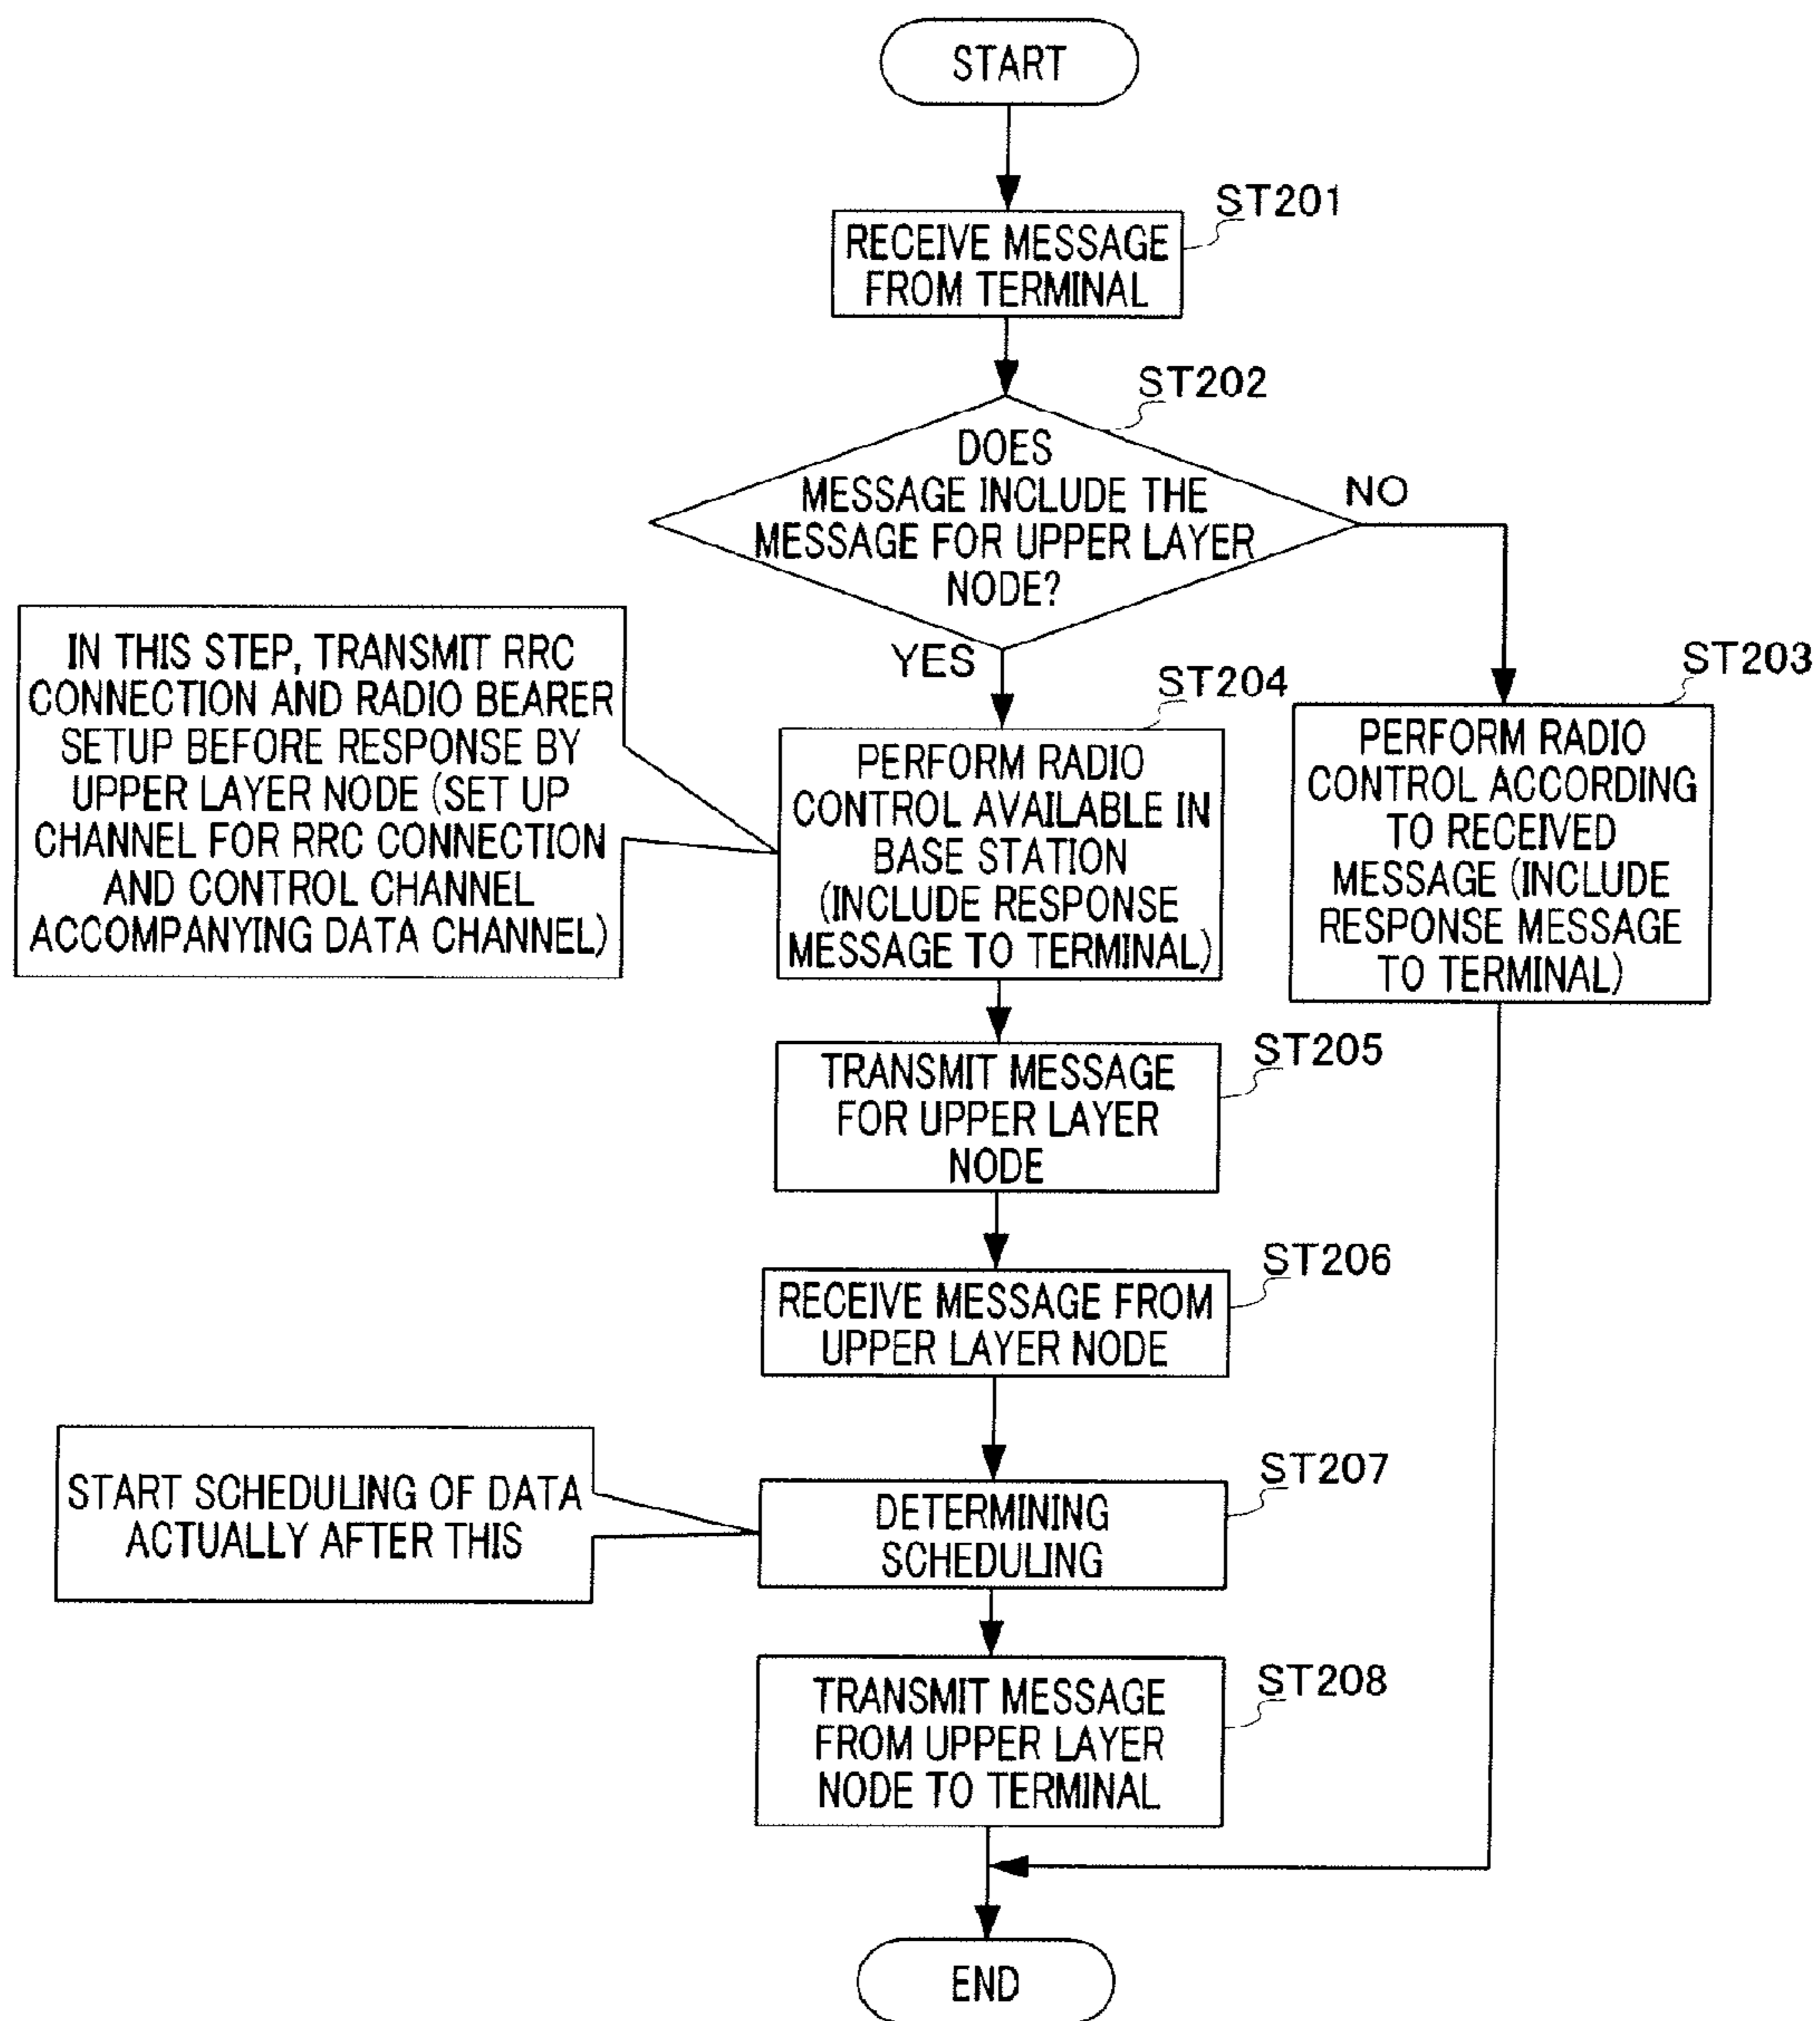 START
ST201
RECEIVE MESSAGE
FROM TERMINAL
ST202
DOES
MESSAGE INCLUDE THE
MESSAGE FOR UPPER LAYER
NODE?
NO
YES
IN THIS STEP, TRANSMIT RRC
CONNECTION AND RADIO BEARER
SETUP BEFORE RESPONSE BY
UPPER LAYER NODE (SET UP
CHANNEL FOR RRC CONNECTION
AND CONTROL CHANNEL
ACCOMPANYING DATA CHANNEL)
ST204
PERFORM RADIO
CONTROL AVAILABLE IN
BASE STATION
(INCLUDE RESPONSE
MESSAGE TO TERMINAL)
ST203
PERFORM RADIO
CONTROL ACCORDING
TO RECEIVED
MESSAGE (INCLUDE
RESPONSE MESSAGE
TO TERMINAL)
ST205
TRANSMIT MESSAGE
FOR UPPER LAYER
NODE
ST206
RECEIVE MESSAGE FROM
UPPER LAYER NODE
START SCHEDULING OF DATA
ACTUALLY AFTER THIS
ST207
DETERMINING
SCHEDULING
ST208
TRANSMIT MESSAGE
FROM UPPER LAYER
NODE TO TERMINAL
END